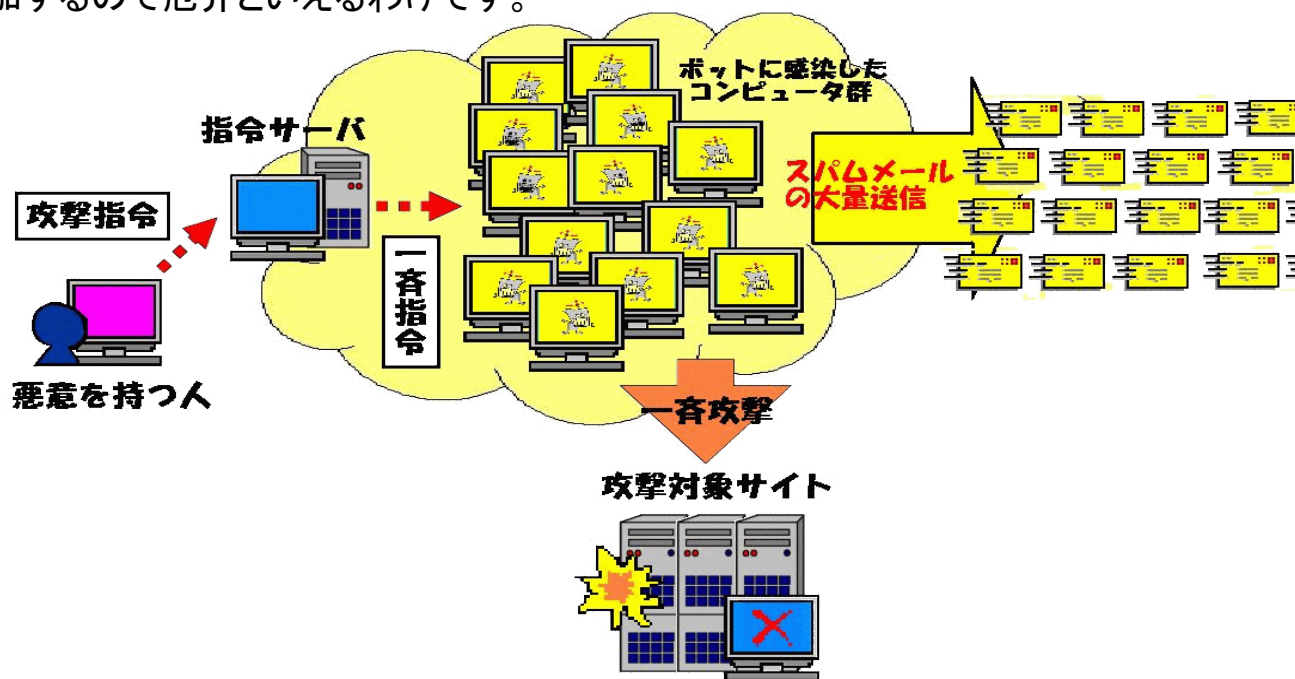 加するので厄介といえるわけです。
ボットに感染した
コンピュータ群
指令サーバ
攻撃指令
スパムメール
の大量送信
一斉指令
悪意を持つ人
一斉攻撃
攻撃対象サイト